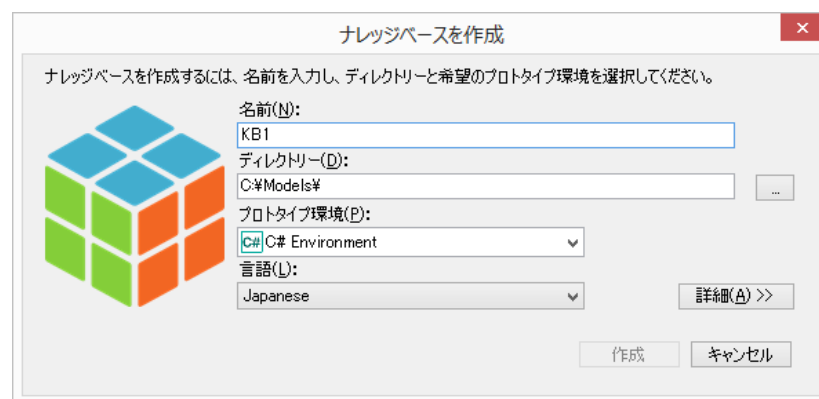 ナレッジベースを作成
×
ナレッジベースを作成するには、名前を入力し、ディレクトリーと希望のプロトタイプ環境を選択してください。
名前(N):
KB1
ディレクトリー(D):
C:¥Models¥
...
プロトタイプ環境(P):
C# C# Environment
言語(L):
Japanese
詳細(A) >>
作成 キャンセル